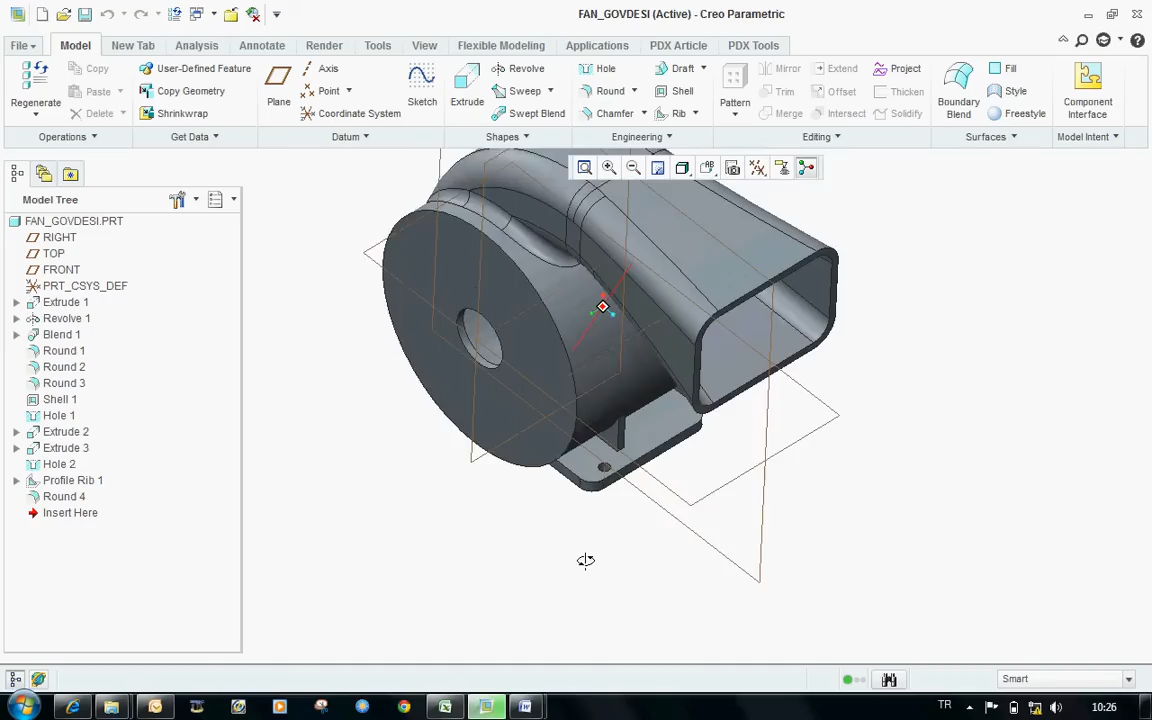 FAN_GOVDESI (Active) - Creo Parametric
File Model New Tab Analysis Annotate Render Tools View Flexible Modeling Applications PDX Article PDX Tools
Regenerate
Copy
Paste
Delete
Operations
User-Defined Feature
Copy Geometry
Shrinkwrap
Get Data
Plane
Axis
Point
Coordinate System
Datum
Sketch
Extrude
Revolve
Sweep
Swept Blend
Shapes
Hole
Round
Chamfer
Draft
Shell
Rib
Engineering
Pattern
Mirror
Trim
Merge
Extend
Offset
Intersect
Project
Thicken
Solidify
Editing
Boundary
Blend
Fill
Style
Freestyle
Surfaces
Component
Interface
Model Intent
Model Tree
FAN_GOVDESI.PRT
RIGHT
TOP
FRONT
PRT_CSYS_DEF
Extrude 1
Revolve 1
Blend 1
Round 1
Round 2
Round 3
Shell 1
Hole 1
Extrude 2
Extrude 3
Hole 2
Profile Rib 1
Round 4
Insert Here
Smart
TR
10:26